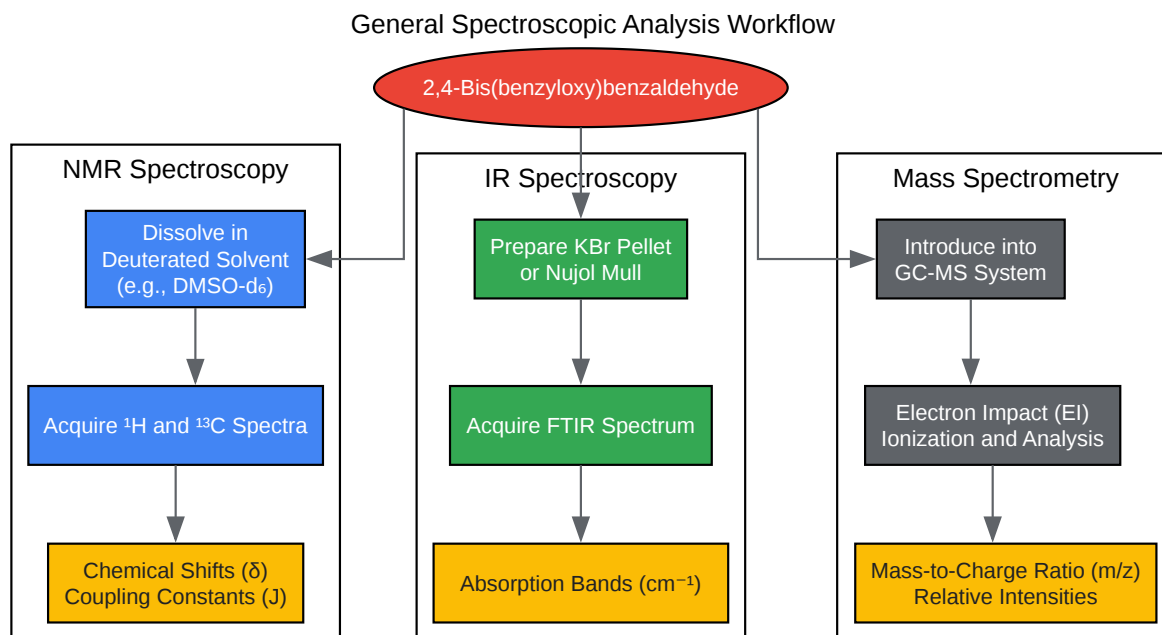 General Spectroscopic Analysis Workflow
2,4-Bis(benzyloxy)benzaldehyde
NMR Spectroscopy
Dissolve in
Deuterated Solvent
(e.g., DMSO-d₆)
Acquire ¹H and ¹³C Spectra
Chemical Shifts (δ)
Coupling Constants (J)
IR Spectroscopy
Prepare KBr Pellet
or Nujol Mull
Acquire FTIR Spectrum
Absorption Bands (cm⁻¹)
Mass Spectrometry
Introduce into
GC-MS System
Electron Impact (EI)
Ionization and Analysis
Mass-to-Charge Ratio (m/z)
Relative Intensities